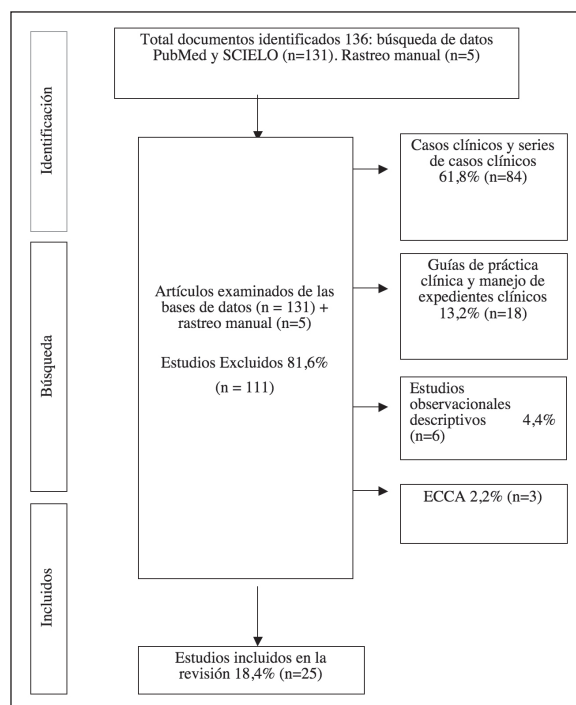 Identificación
Total documentos identificados 136: búsqueda de datos
PubMed y SCIELO (n=131). Rastreo manual (n=5)
Casos clínicos y series
de casos clínicos
61,8% (n=84)
Búsqueda
Artículos examinados de las
bases de datos (n = 131) +
rastreo manual (n=5)
Estudios Excluidos 81,6%
(n = 111)
Guías de práctica
clínica y manejo de
expedientes clínicos
13,2% (n=18)
Estudios
observacionales
descriptivos 4,4%
(n=6)
ECCA 2,2% (n=3)
Incluidos
Estudios incluidos en la
revisión 18,4% (n=25)